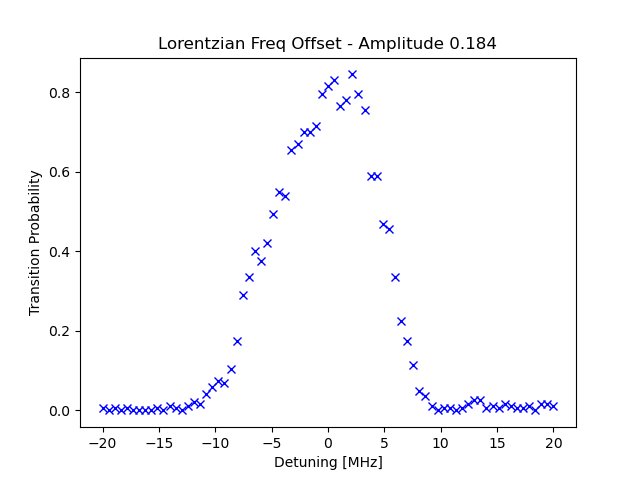 Lorentzian Freq Offset - Amplitude 0.184
Transition Probability
0.8
0.6
0.4
0.2
0.0
−20 −15 −10 −5 0 5 10 15 20
Detuning [MHz]